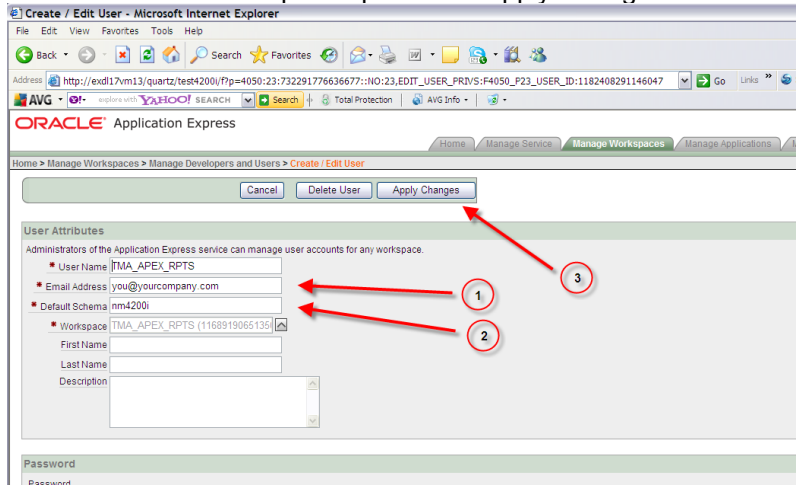 Create / Edit User - Microsoft Internet Explorer
File Edit View Favorites Tools Help
Back Search Favorites
Address http://exdl17vm13/quartz/test4200i/f?p=4050:23:732291776636677::NO:23,EDIT_USER_PRIVS:F4050_P23_USER_ID:1182408291146047 Go Links »
AVG Y!- explore with YAHOO! SEARCH Search Total Protection AVG Info
ORACLE Application Express
Home Manage Service Manage Workspaces Manage Applications
Home > Manage Workspaces > Manage Developers and Users > Create / Edit User
Cancel Delete User Apply Changes
User Attributes
Administrators of the Application Express service can manage user accounts for any workspace.
* User Name TMA_APEX_RPTS
* Email Address you@yourcompany.com
* Default Schema nm4200i
* Workspace TMA_APEX_RPTS (1168919065135
First Name
Last Name
Description
1
2
3
Password
Password